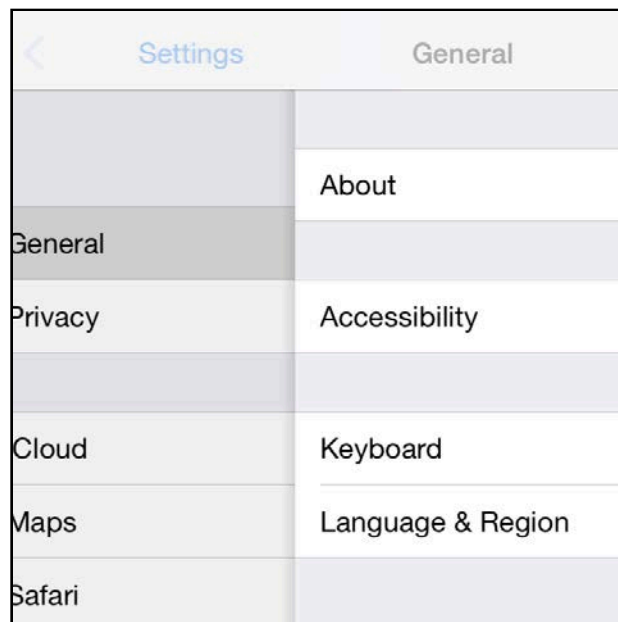 Settings
General
About
General
Privacy
Accessibility
Cloud
Keyboard
Maps
Language & Region
Safari